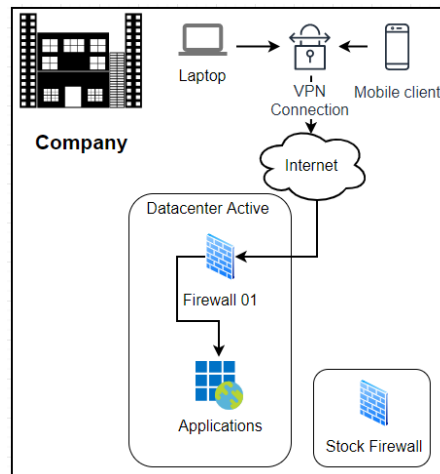 Laptop
VPN
Connection
Mobile client
Company
Internet
Datacenter Active
Firewall 01
Applications
Stock Firewall